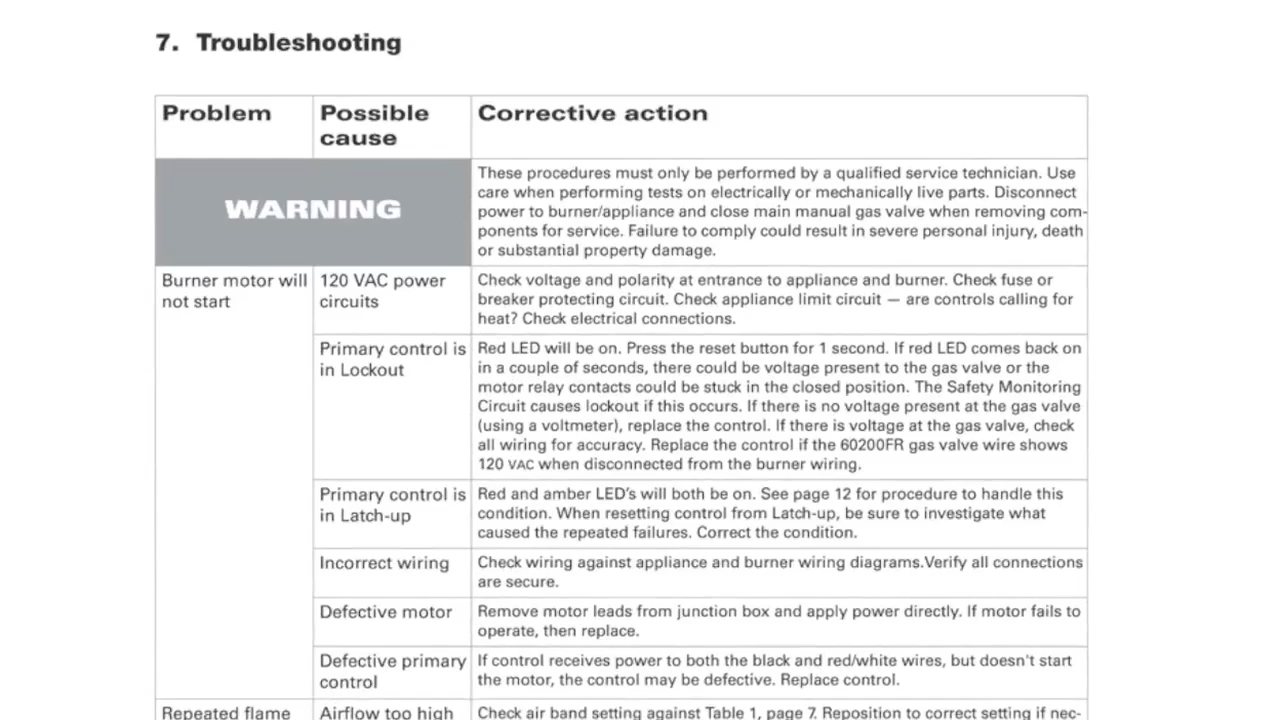 7. Troubleshooting
Problem
Possible
cause
Corrective action
WARNING
These procedures must only be performed by a qualified service technician. Use
care when performing tests on electrically or mechanically live parts. Disconnect
power to burner/appliance and close main manual gas valve when removing com-
ponents for service. Failure to comply could result in severe personal injury, death
or substantial property damage.
Burner motor will
not start
120 VAC power
circuits
Check voltage and polarity at entrance to appliance and burner. Check fuse or
breaker protecting circuit. Check appliance limit circuit — are controls calling for
heat? Check electrical connections.
Primary control is
in Lockout
Red LED will be on. Press the reset button for 1 second. If red LED comes back on
in a couple of seconds, there could be voltage present to the gas valve or the
motor relay contacts could be stuck in the closed position. The Safety Monitoring
Circuit causes lockout if this occurs. If there is no voltage present at the gas valve
(using a voltmeter), replace the control. If there is voltage at the gas valve, check
all wiring for accuracy. Replace the control if the 60200FR gas valve wire shows
120 VAC when disconnected from the burner wiring.
Primary control is
in Latch-up
Red and amber LED's will both be on. See page 12 for procedure to handle this
condition. When resetting control from Latch-up, be sure to investigate what
caused the repeated failures. Correct the condition.
Incorrect wiring
Check wiring against appliance and burner wiring diagrams.Verify all connections
are secure.
Defective motor
Remove motor leads from junction box and apply power directly. If motor fails to
operate, then replace.
Defective primary
control
If control receives power to both the black and red/white wires, but doesn't start
the motor, the control may be defective. Replace control.
Repeated flame
Airflow too high
Check air band setting against Table 1, page 7. Reposition to correct setting if nec-